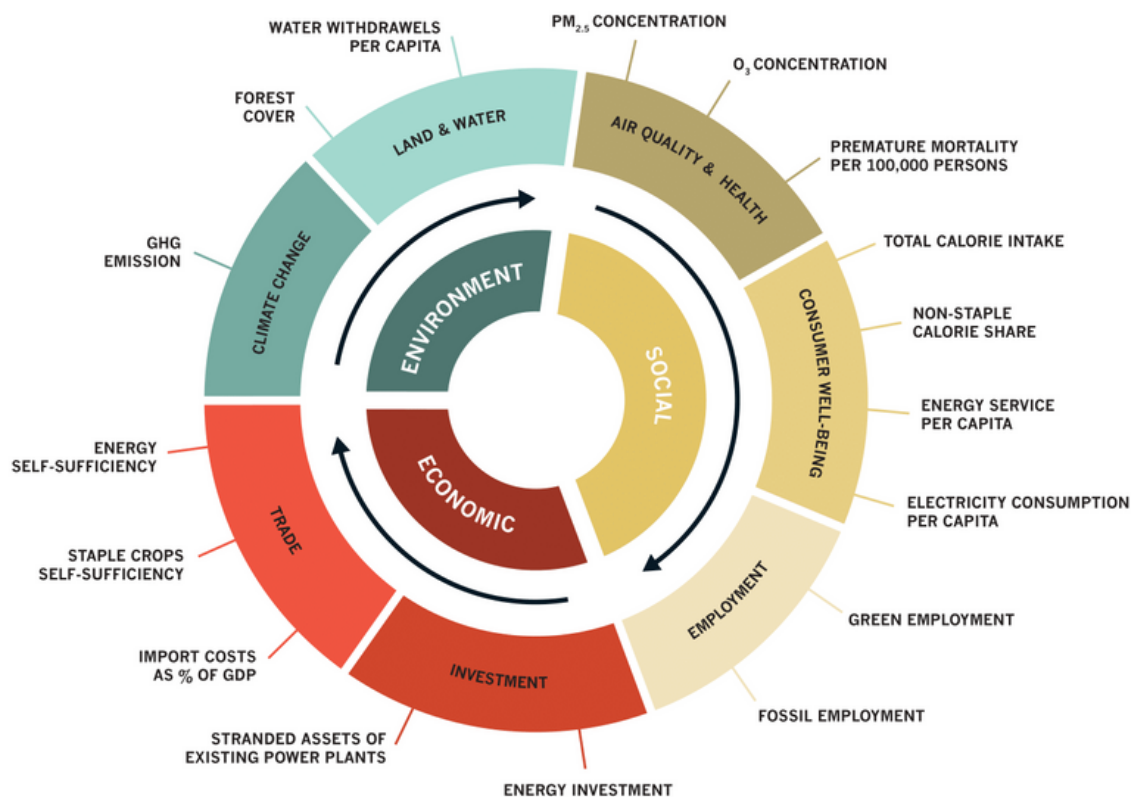 WATER WITHDRAWELS
PER CAPITA
FOREST
COVER
GHG
EMISSION
PM2.5 CONCENTRATION
O3 CONCENTRATION
PREMATURE MORTALITY
PER 100,000 PERSONS
TOTAL CALORIE INTAKE
NON-STAPLE
CALORIE SHARE
ENERGY SERVICE
PER CAPITA
ELECTRICITY CONSUMPTION
PER CAPITA
GREEN EMPLOYMENT
FOSSIL EMPLOYMENT
ENERGY INVESTMENT
STRANDED ASSETS OF
EXISTING POWER PLANTS
IMPORT COSTS
AS % OF GDP
STAPLE CROPS
SELF-SUFFICIENCY
ENERGY
SELF-SUFFICIENCY
LAND & WATER
AIR QUALITY & HEALTH
CONSUMER WELL-BEING
EMPLOYMENT
INVESTMENT
TRADE
CLIMATE CHANGE
ENVIRONMENT
SOCIAL
ECONOMIC